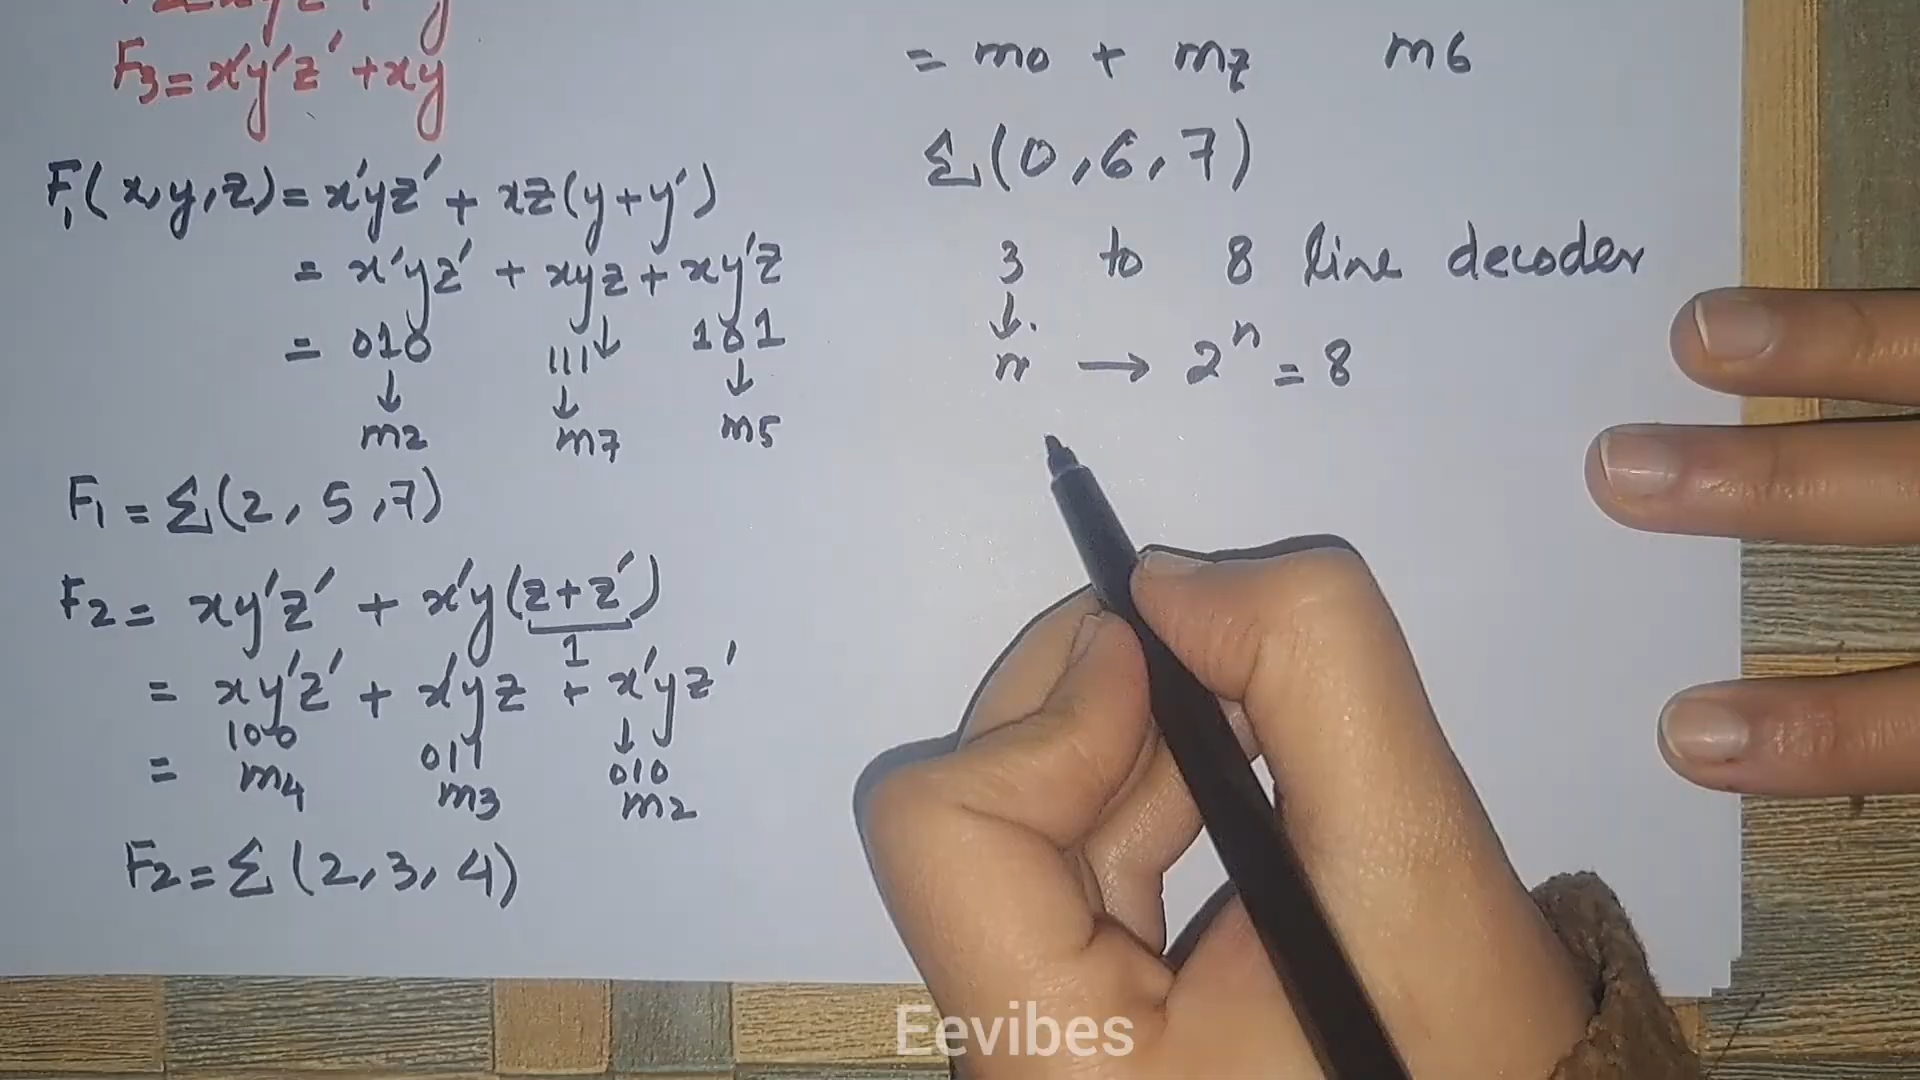 F3 = x'y'z' + xy
F1(x,y,z) = x'yz' + xz(y+y')
= x'yz' + xyz + xy'z
= 010 111 ↓ 101
↓ ↓ ↓
m2 m7 m5
F1 = Σ(2, 5, 7)
F2 = xy'z' + x'y(z+z')
1
= xy'z' + x'yz + x'yz'
100 011 ↓ 010
= m4 m3 m2
F2 = Σ(2, 3, 4)
= m0 + m7 m6
Σ(0, 6, 7)
3 to 8 line decoder
↓
n → 2ⁿ = 8
Eevibes